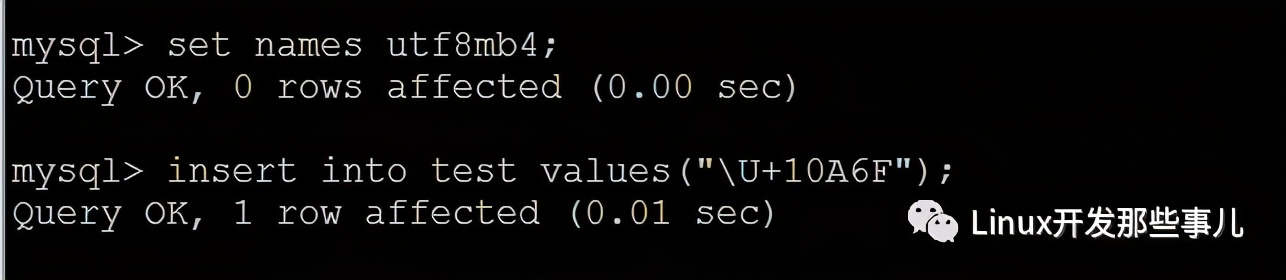 mysql> set names utf8mb4;
Query OK, 0 rows affected (0.00 sec)
mysql> insert into test values("\U+10A6F");
Query OK, 1 row affected (0.01 sec)
Linux开发那些事儿